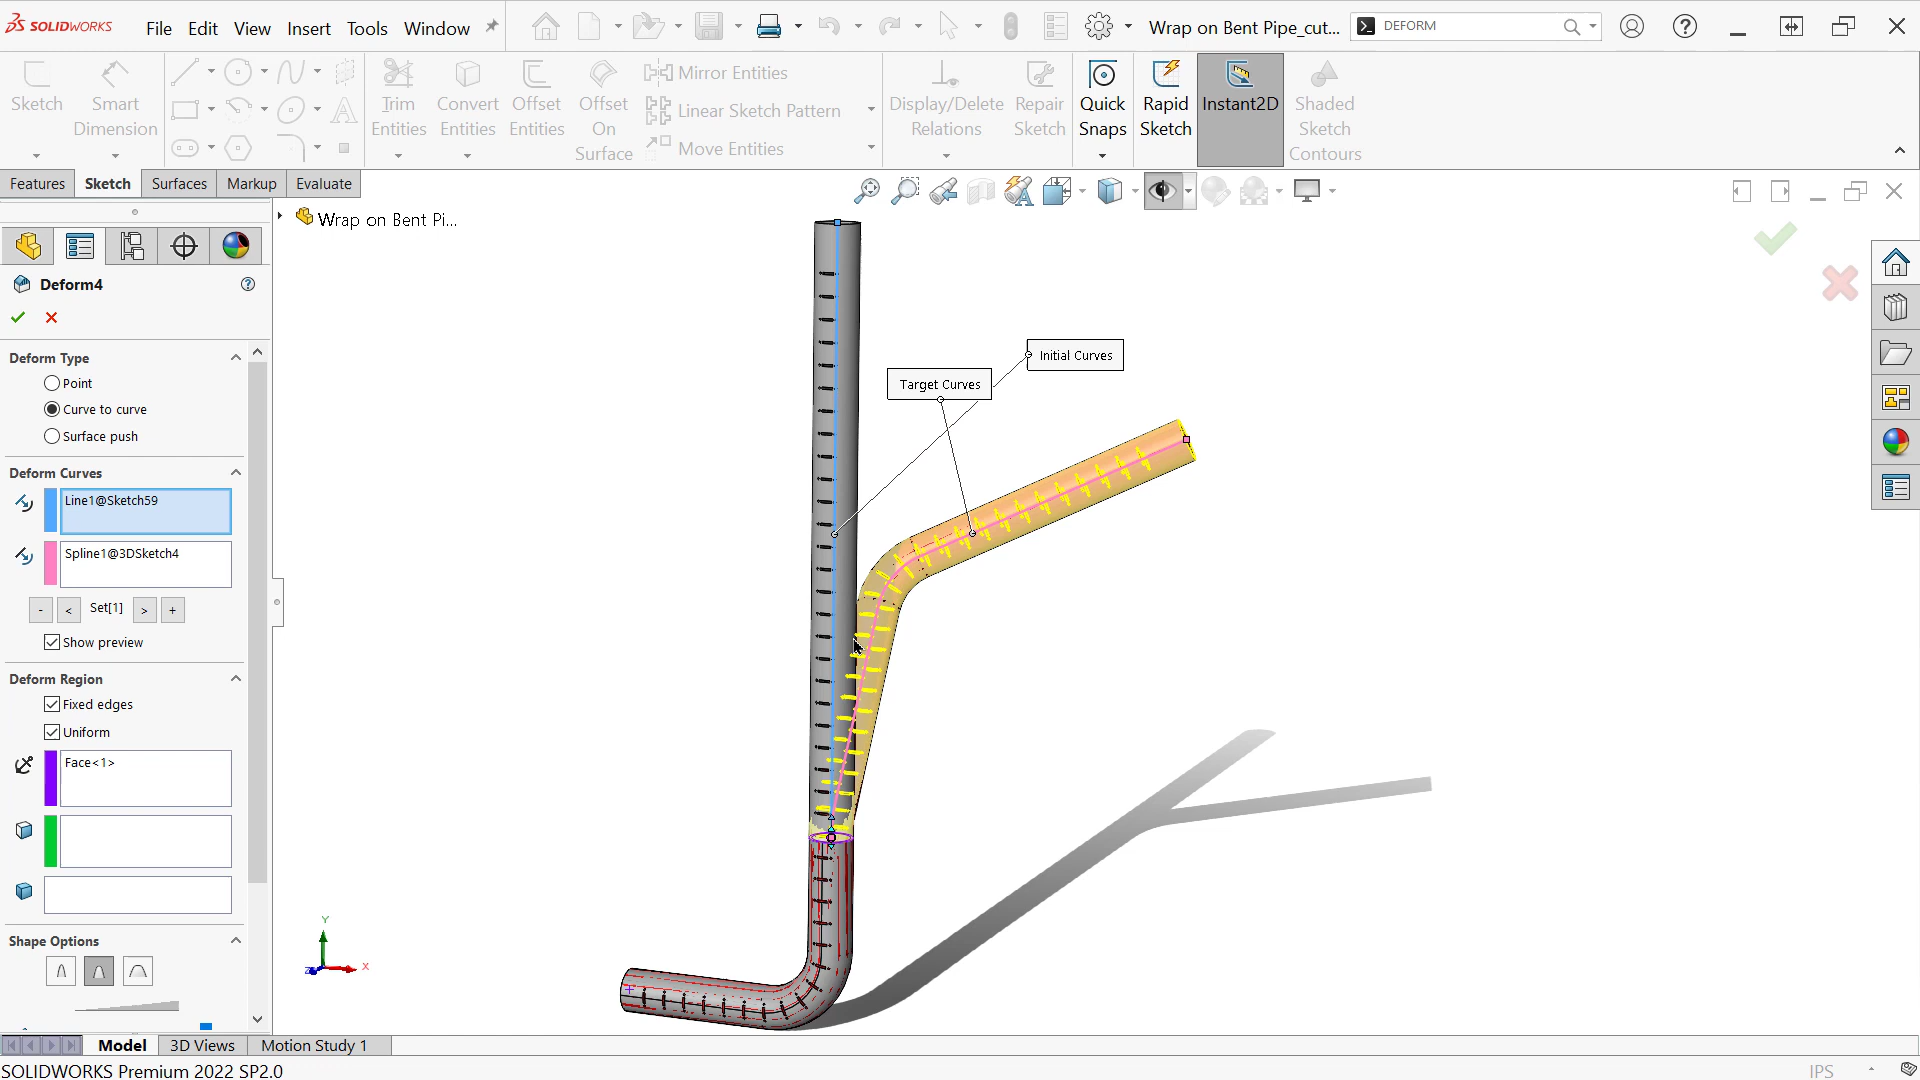 SOLIDWORKS
File Edit View Insert Tools Window
Wrap on Bent Pipe_cut...
DEFORM
Sketch
Smart
Dimension
Trim
Entities
Convert
Entities
Offset
Entities
Offset
On
Surface
Mirror Entities
Linear Sketch Pattern
Move Entities
Display/Delete
Relations
Repair
Sketch
Quick
Snaps
Rapid
Sketch
Instant2D
Shaded
Sketch
Contours
Features Sketch Surfaces Markup Evaluate
Wrap on Bent Pi...
Deform4
Deform Type
Point
Curve to curve
Surface push
Deform Curves
Line1@Sketch59
Spline1@3DSketch4
- < Set[1] > +
Show preview
Deform Region
Fixed edges
Uniform
Face<1>
Shape Options
Initial Curves
Target Curves
Y
Z
X
Model 3D Views Motion Study 1
SOLIDWORKS Premium 2022 SP2.0
IPS